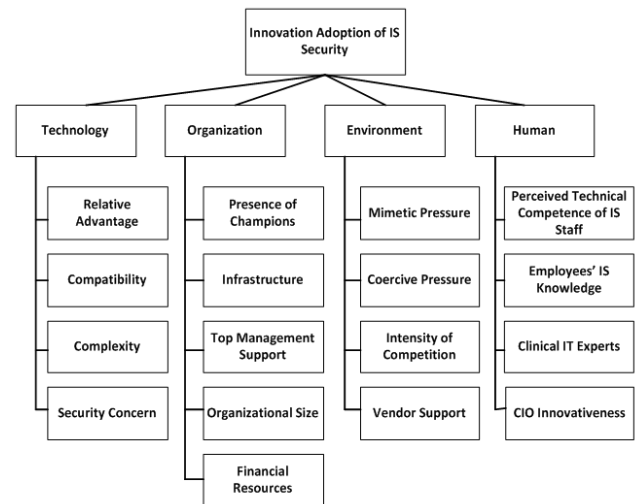 Innovation Adoption of IS
Security
Technology
Organization
Environment
Human
Relative
Advantage
Compatibility
Complexity
Security Concern
Presence of
Champions
Infrastructure
Top Management
Support
Organizational Size
Financial
Resources
Mimetic Pressure
Coercive Pressure
Intensity of
Competition
Vendor Support
Perceived Technical
Competence of IS
Staff
Employees' IS
Knowledge
Clinical IT Experts
CIO Innovativeness